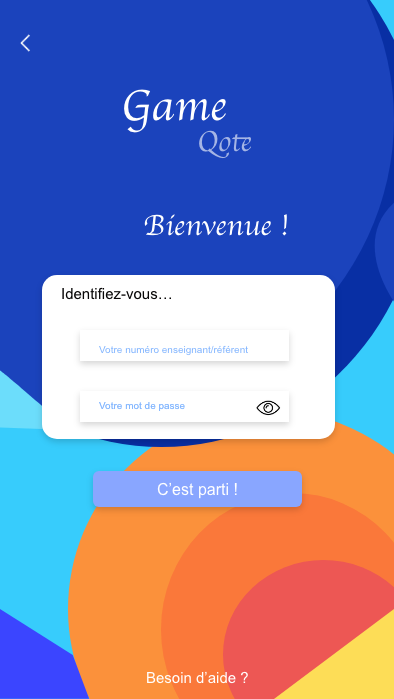 Game
Qote
Bienvenue !
Identifiez-vous…
Votre numéro enseignant/référent
Votre mot de passe
C'est parti !
Besoin d'aide ?